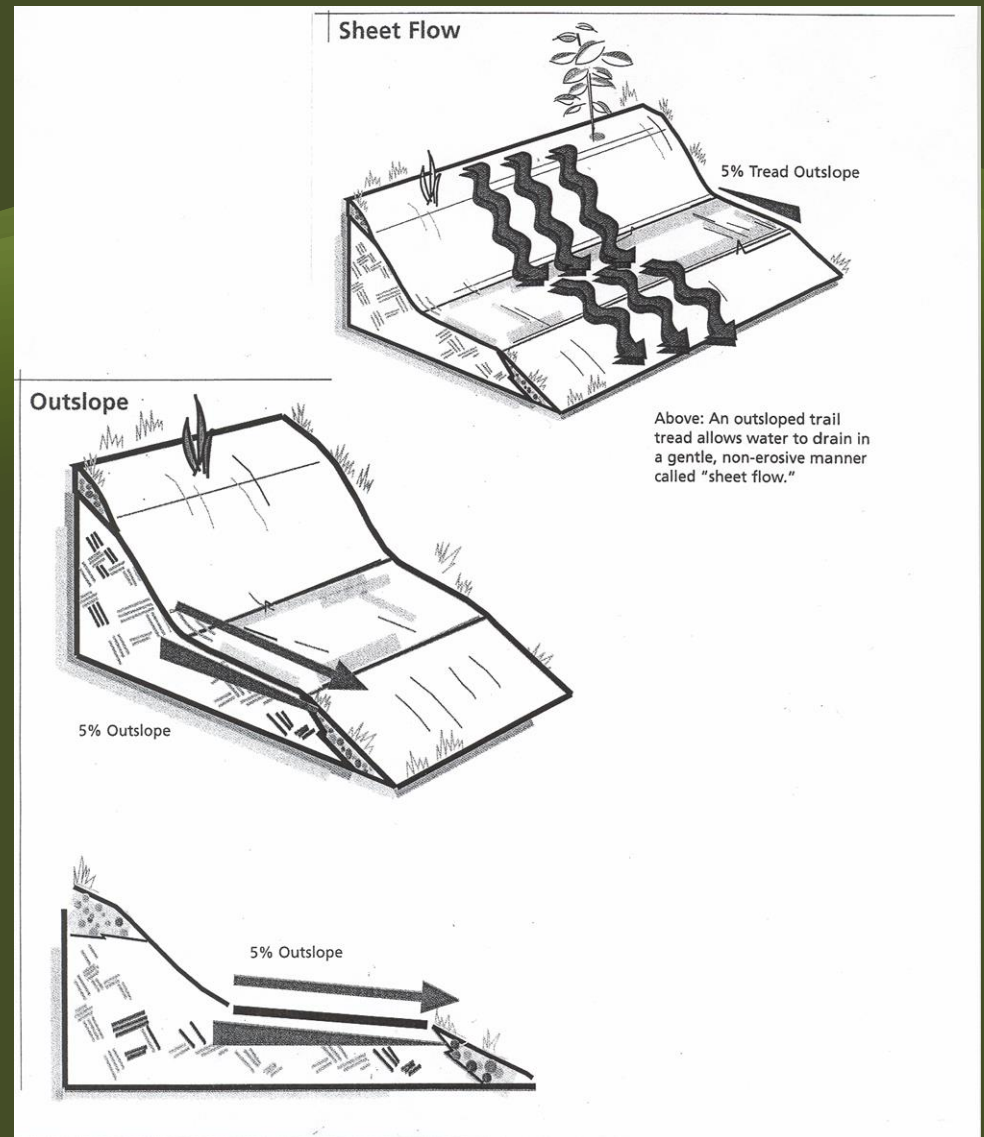 Sheet Flow
5% Tread Outslope
Above: An outsloped trail
tread allows water to drain in
a gentle, non-erosive manner
called "sheet flow."
Outslope
5% Outslope
5% Outslope